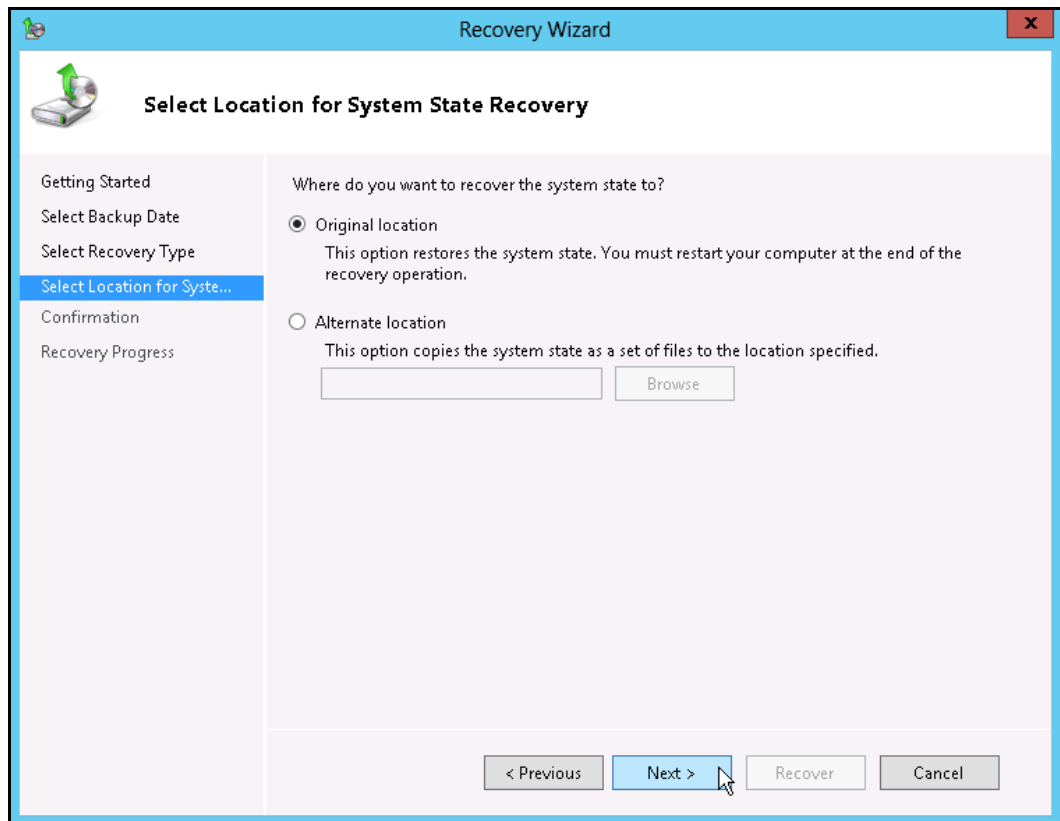 Recovery Wizard
x
Select Location for System State Recovery
Getting Started
Select Backup Date
Select Recovery Type
Select Location for Syste...
Confirmation
Recovery Progress
Where do you want to recover the system state to?
Original location
This option restores the system state. You must restart your computer at the end of the
recovery operation.
Alternate location
This option copies the system state as a set of files to the location specified.
Browse
< Previous
Next >
Recover
Cancel